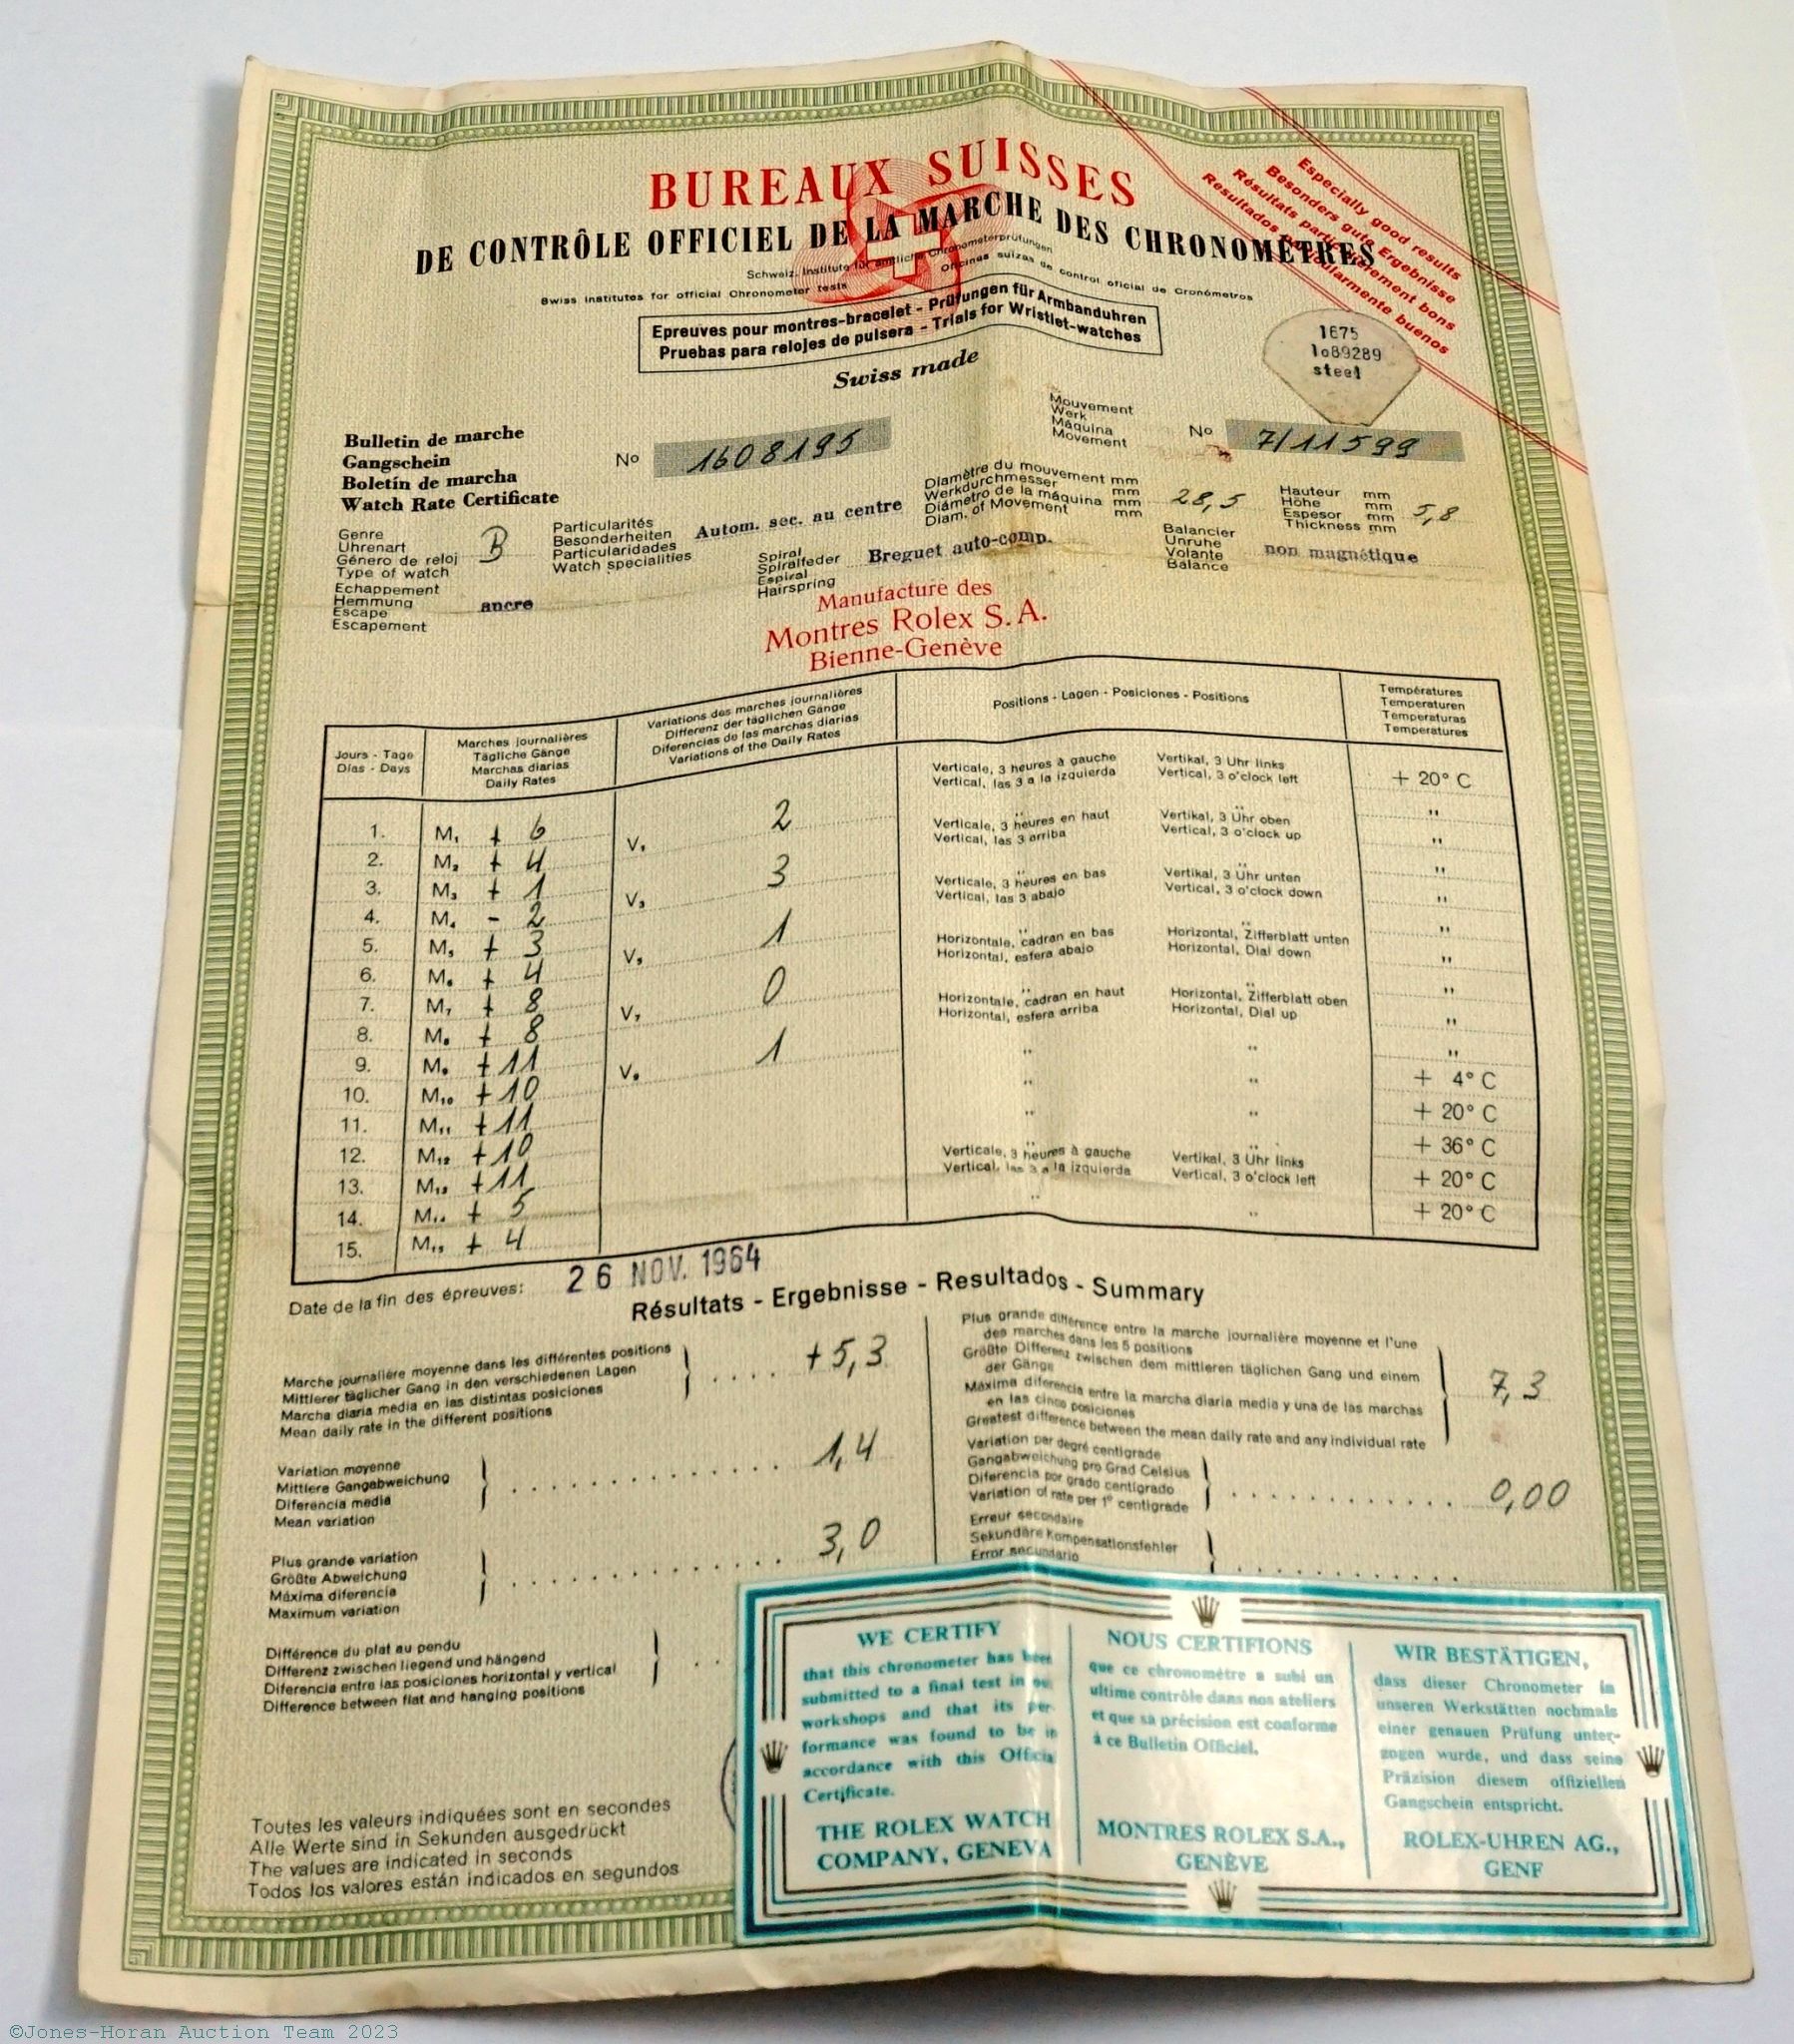 BUREAUX SUISSES
DE CONTRÔLE OFFICIEL DE LA MARCHE DES CHRONOMÈTRES
Schweiz. Institute für amtliche Chronometerprüfungen
Swiss Institutes for official Chronometer tests
Oficinas suizas de control oficial de Cronómetros
Especially good results
Besonders gute Ergebnisse
Résultats particulièrement bons
Resultados particularmente buenos
Epreuves pour montres-bracelet - Prüfungen für Armbanduhren
Pruebas para relojes de pulsera - Trials for Wristlet-watches
Swiss made
1675
1o89289
steel
Bulletin de marche
Gangschein
Boletín de marcha
Watch Rate Certificate
No 1608195
Mouvement
Werk
Máquina
Movement
No 7/11599
Genre
Uhrenart
Género de reloj
Type of watch
B
Particularités
Besonderheiten
Particularidades
Watch specialities
Autom. sec. au centre
Diamètre du mouvement mm
Werkdurchmesser mm
Diámetro de la máquina mm
Diam. of Movement mm
28,5
Hauteur mm
Höhe mm
Espesor mm
Thickness mm
5,8
Echappement
Hemmung
Escape
Escapement
ancre
Spiral
Spiralfeder
Espiral
Hairspring
Breguet auto-comp.
Balancier
Unruhe
Volante
Balance
non magnétique
Manufacture des
Montres Rolex S.A.
Bienne-Genève
Jours - Tage
Días - Days
Marches journalières
Tägliche Gänge
Marchas diarias
Daily Rates
Variations des marches journalières
Differenz der täglichen Gänge
Diferencias de las marchas diarias
Variations of the Daily Rates
Positions - Lagen - Posiciones - Positions
Températures
Temperaturen
Temperaturas
Temperatures
1. M1 + 6
2. M2 + 4
3. M3 + 1
4. M4 - 2
5. M5 + 3
6. M6 + 4
7. M7 + 8
8. M8 + 8
9. M9 + 11
10. M10 + 10
11. M11 + 11
12. M12 + 10
13. M13 + 11
14. M14 + 5
15. M15 + 4
V1 2
V3 3
V5 1
V7 0
V9 1
Verticale, 3 heures à gauche Vertikal, 3 Uhr links
Vertical, las 3 a la izquierda Vertical, 3 o'clock left
" "
Verticale, 3 heures en haut Vertikal, 3 Uhr oben
Vertical, las 3 arriba Vertical, 3 o'clock up
" "
Verticale, 3 heures en bas Vertikal, 3 Uhr unten
Vertical, las 3 abajo Vertical, 3 o'clock down
" "
Horizontale, cadran en bas Horizontal, Zifferblatt unten
Horizontal, esfera abajo Horizontal, Dial down
" "
Horizontale, cadran en haut Horizontal, Zifferblatt oben
Horizontal, esfera arriba Horizontal, Dial up
" "
" "
" "
" "
Verticale, 3 heures à gauche Vertikal, 3 Uhr links
Vertical, las 3 a la izquierda Vertical, 3 o'clock left
" "
+ 20° C
"
"
"
"
"
"
"
"
"
+ 4° C
+ 20° C
+ 36° C
+ 20° C
+ 20° C
Date de la fin des épreuves: 26 NOV. 1964
Résultats - Ergebnisse - Resultados - Summary
Marche journalière moyenne dans les différentes positions
Mittlerer täglicher Gang in den verschiedenen Lagen
Marcha diaria media en las distintas posiciones
Mean daily rate in the different positions
+5,3
Variation moyenne
Mittlere Gangabweichung
Diferencia media
Mean variation
1,4
Plus grande variation
Größte Abweichung
Máxima diferencia
Maximum variation
3,0
Différence du plat au pendu
Differenz zwischen liegend und hängend
Diferencia entre las posiciones horizontal y vertical
Difference between flat and hanging positions
Plus grande différence entre la marche journalière moyenne et l'une
des marches dans les 5 positions
Größte Differenz zwischen dem mittleren täglichen Gang und einem
der Gänge
Máxima diferencia entre la marcha diaria media y una de las marchas
en las cinco posiciones
Greatest difference between the mean daily rate and any individual rate
7,3
Variation par degré centigrade
Gangabweichung pro Grad Celsius
Diferencia por grado centigrado
Variation of rate per 1° centigrade
0,00
Erreur secondaire
Sekundäre Kompensationsfehler
Error secundario
Toutes les valeurs indiquées sont en secondes
Alle Werte sind in Sekunden ausgedrückt
The values are indicated in seconds
Todos los valores están indicados en segundos
WE CERTIFY
that this chronometer has been
submitted to a final test in ou
workshops and that its per-
formance was found to be in
accordance with this Officia
Certificate.
THE ROLEX WATCH
COMPANY, GENEVA
NOUS CERTIFIONS
que ce chronomètre a subi un
ultime contrôle dans nos ateliers
et que sa précision est conforme
à ce Bulletin Officiel.
MONTRES ROLEX S.A.,
GENÈVE
WIR BESTÄTIGEN,
dass dieser Chronometer in
unseren Werkstätten nochmals
einer genauen Prüfung unter-
zogen wurde, und dass seine
Präzision diesem offiziellen
Gangschein entspricht.
ROLEX-UHREN AG.,
GENF
©Jones-Horan Auction Team 2023